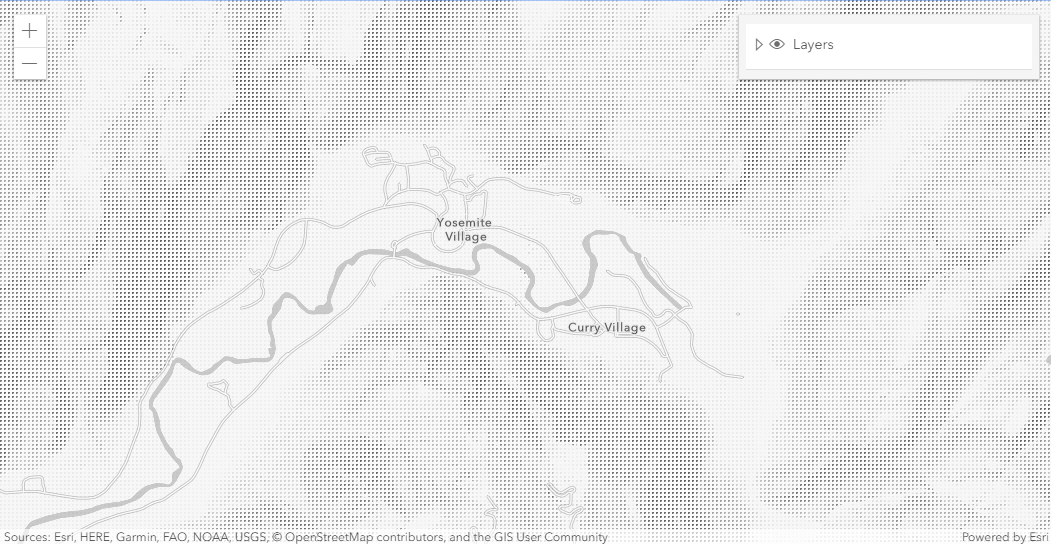 Layers
Yosemite
Village
Curry Village
Sources: Esri, HERE, Garmin, FAO, NOAA, USGS, © OpenStreetMap contributors, and the GIS User Community
Powered by Esri